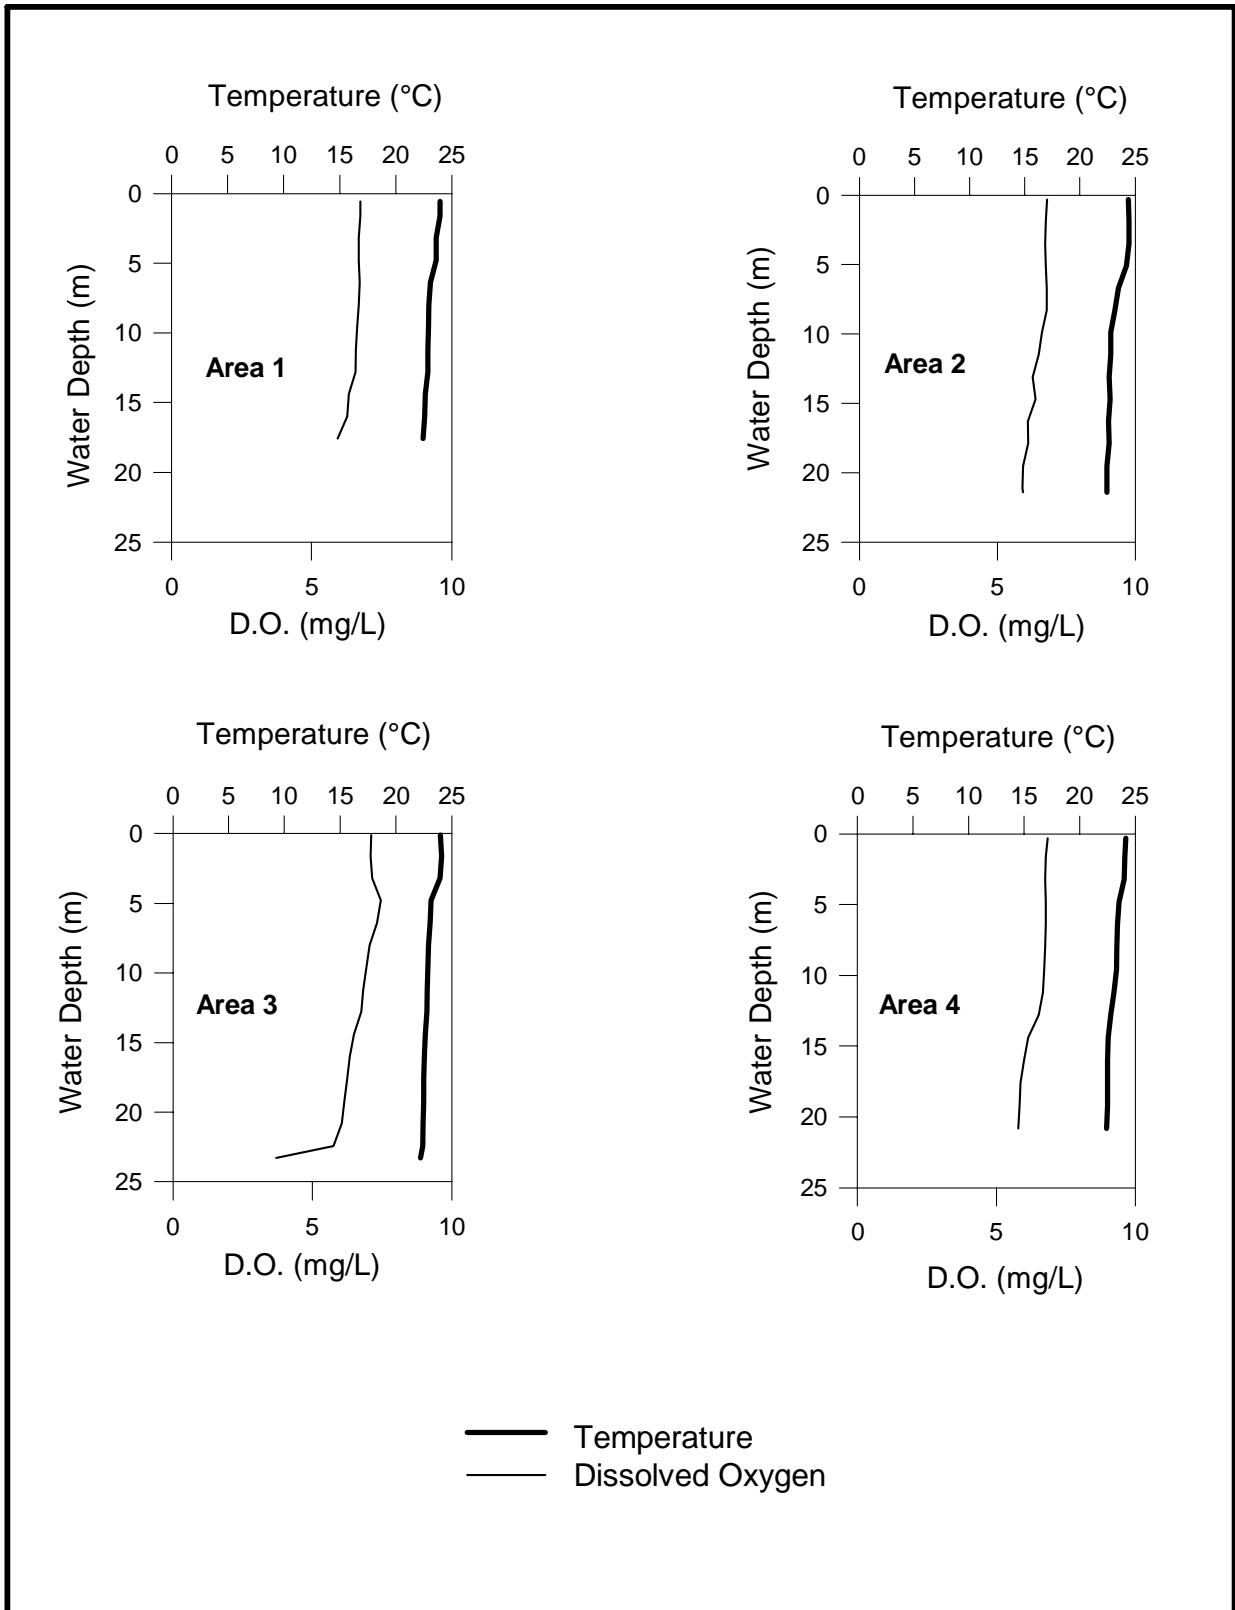 Temperature (°C)
0 5 10 15 20 25
0
5
10
15
20
25
Water Depth (m)
Area 1
0 5 10
D.O. (mg/L)
Temperature (°C)
0 5 10 15 20 25
0
5
10
15
20
25
Water Depth (m)
Area 2
0 5 10
D.O. (mg/L)
Temperature (°C)
0 5 10 15 20 25
0
5
10
15
20
25
Water Depth (m)
Area 3
0 5 10
D.O. (mg/L)
Temperature (°C)
0 5 10 15 20 25
0
5
10
15
20
25
Water Depth (m)
Area 4
0 5 10
D.O. (mg/L)
Temperature
Dissolved Oxygen